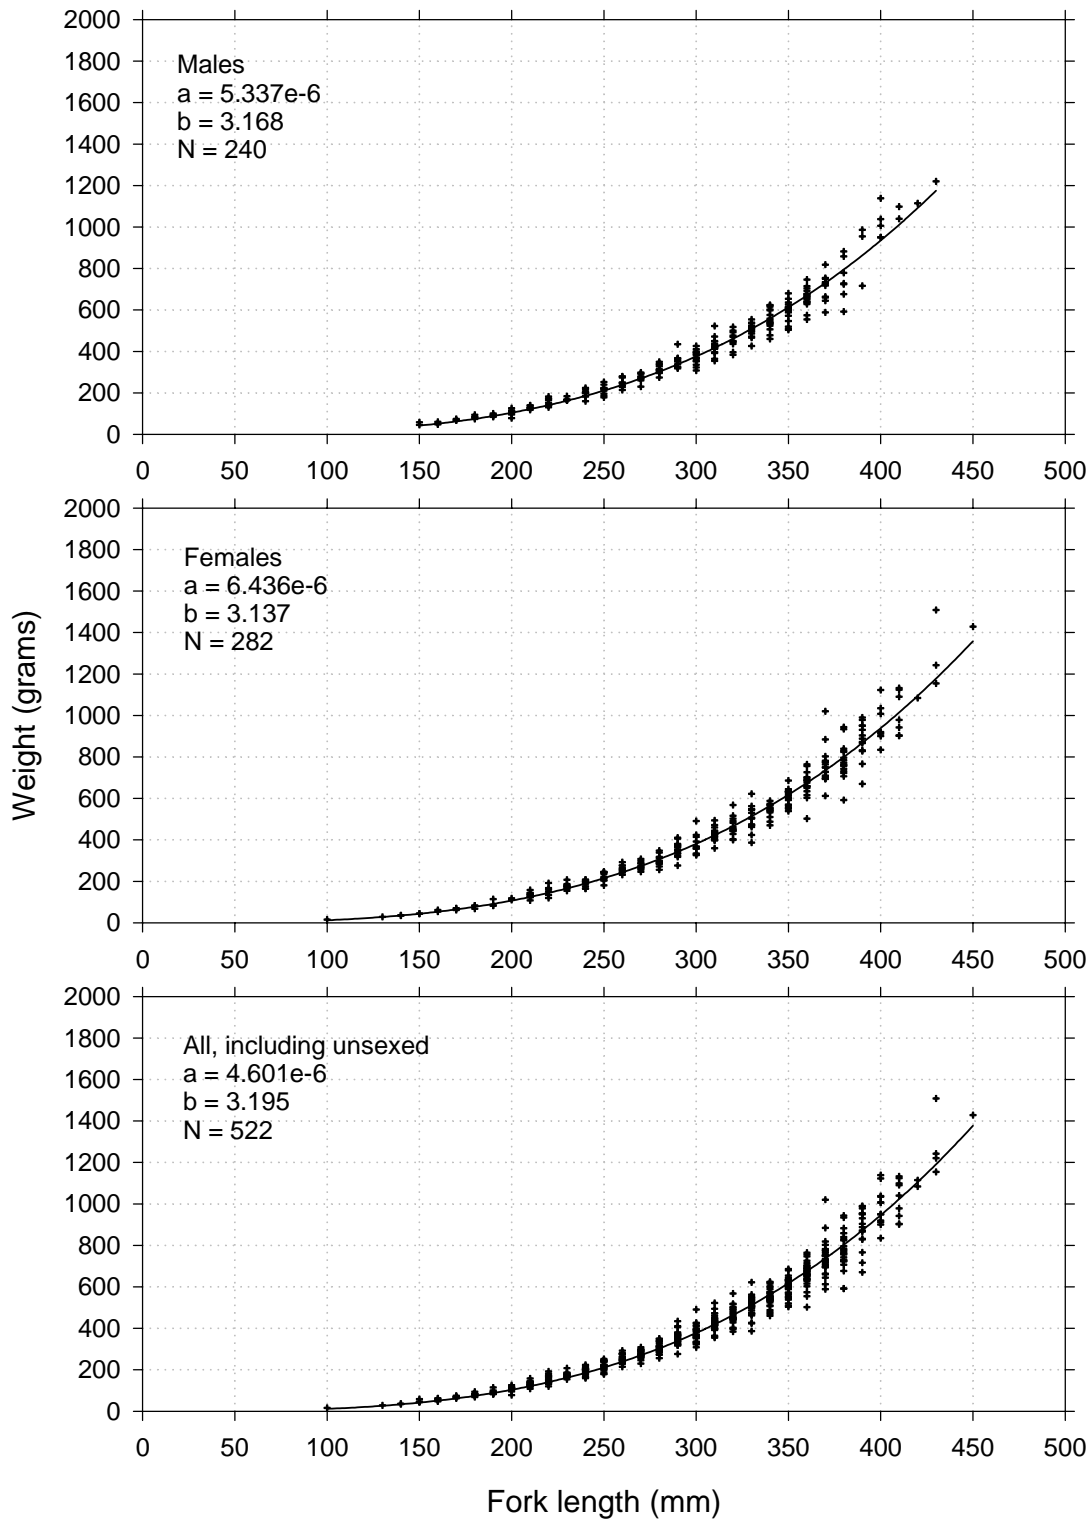 2000
1800
1600
1400
1200
1000
800
600
400
200
0
Males
a = 5.337e-6
b = 3.168
N = 240
0 50 100 150 200 250 300 350 400 450 500
2000
1800
1600
1400
1200
1000
800
600
400
200
0
Females
a = 6.436e-6
b = 3.137
N = 282
0 50 100 150 200 250 300 350 400 450 500
Weight (grams)
2000
1800
1600
1400
1200
1000
800
600
400
200
0
All, including unsexed
a = 4.601e-6
b = 3.195
N = 522
0 50 100 150 200 250 300 350 400 450 500
Fork length (mm)